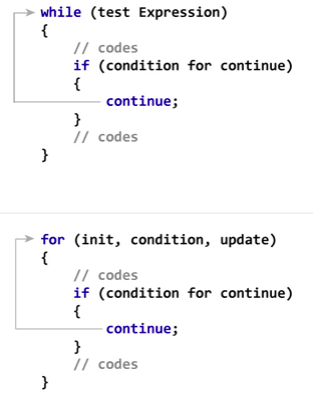 while (test Expression)
{
// codes
if (condition for continue)
{
continue;
}
// codes
}
for (init, condition, update)
{
// codes
if (condition for continue)
{
continue;
}
// codes
}